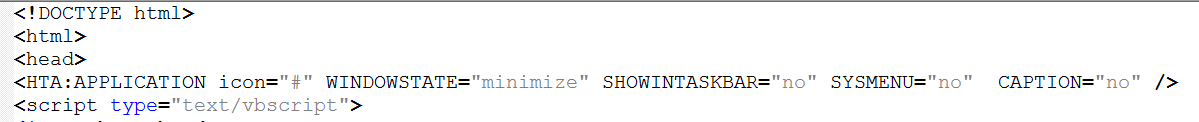 <!DOCTYPE html>
<html>
<head>
<HTA:APPLICATION icon="#" WINDOWSTATE="minimize" SHOWINTASKBAR="no" SYSMENU="no"  CAPTION="no" />
<script type="text/vbscript">